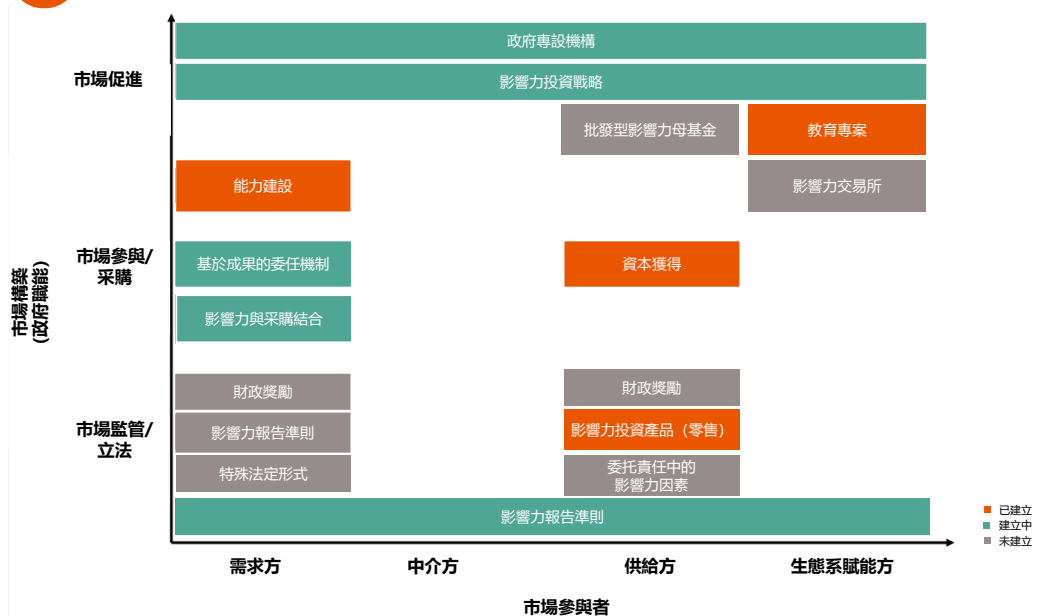 政府專設機構
市場促進
影響力投資戰略
批發型影響力母基金
教育專案
能力建設
影響力交易所
市場構築
(政府職能)
市場參與/
采購
基於成果的委任機制
資本獲得
影響力與采購結合
市場監管/
立法
財政獎勵
財政獎勵
影響力報告準則
影響力投資產品（零售）
特殊法定形式
委托責任中的
影響力因素
影響力報告準則
已建立
建立中
未建立
需求方
中介方
供給方
生態系賦能方
市場參與者